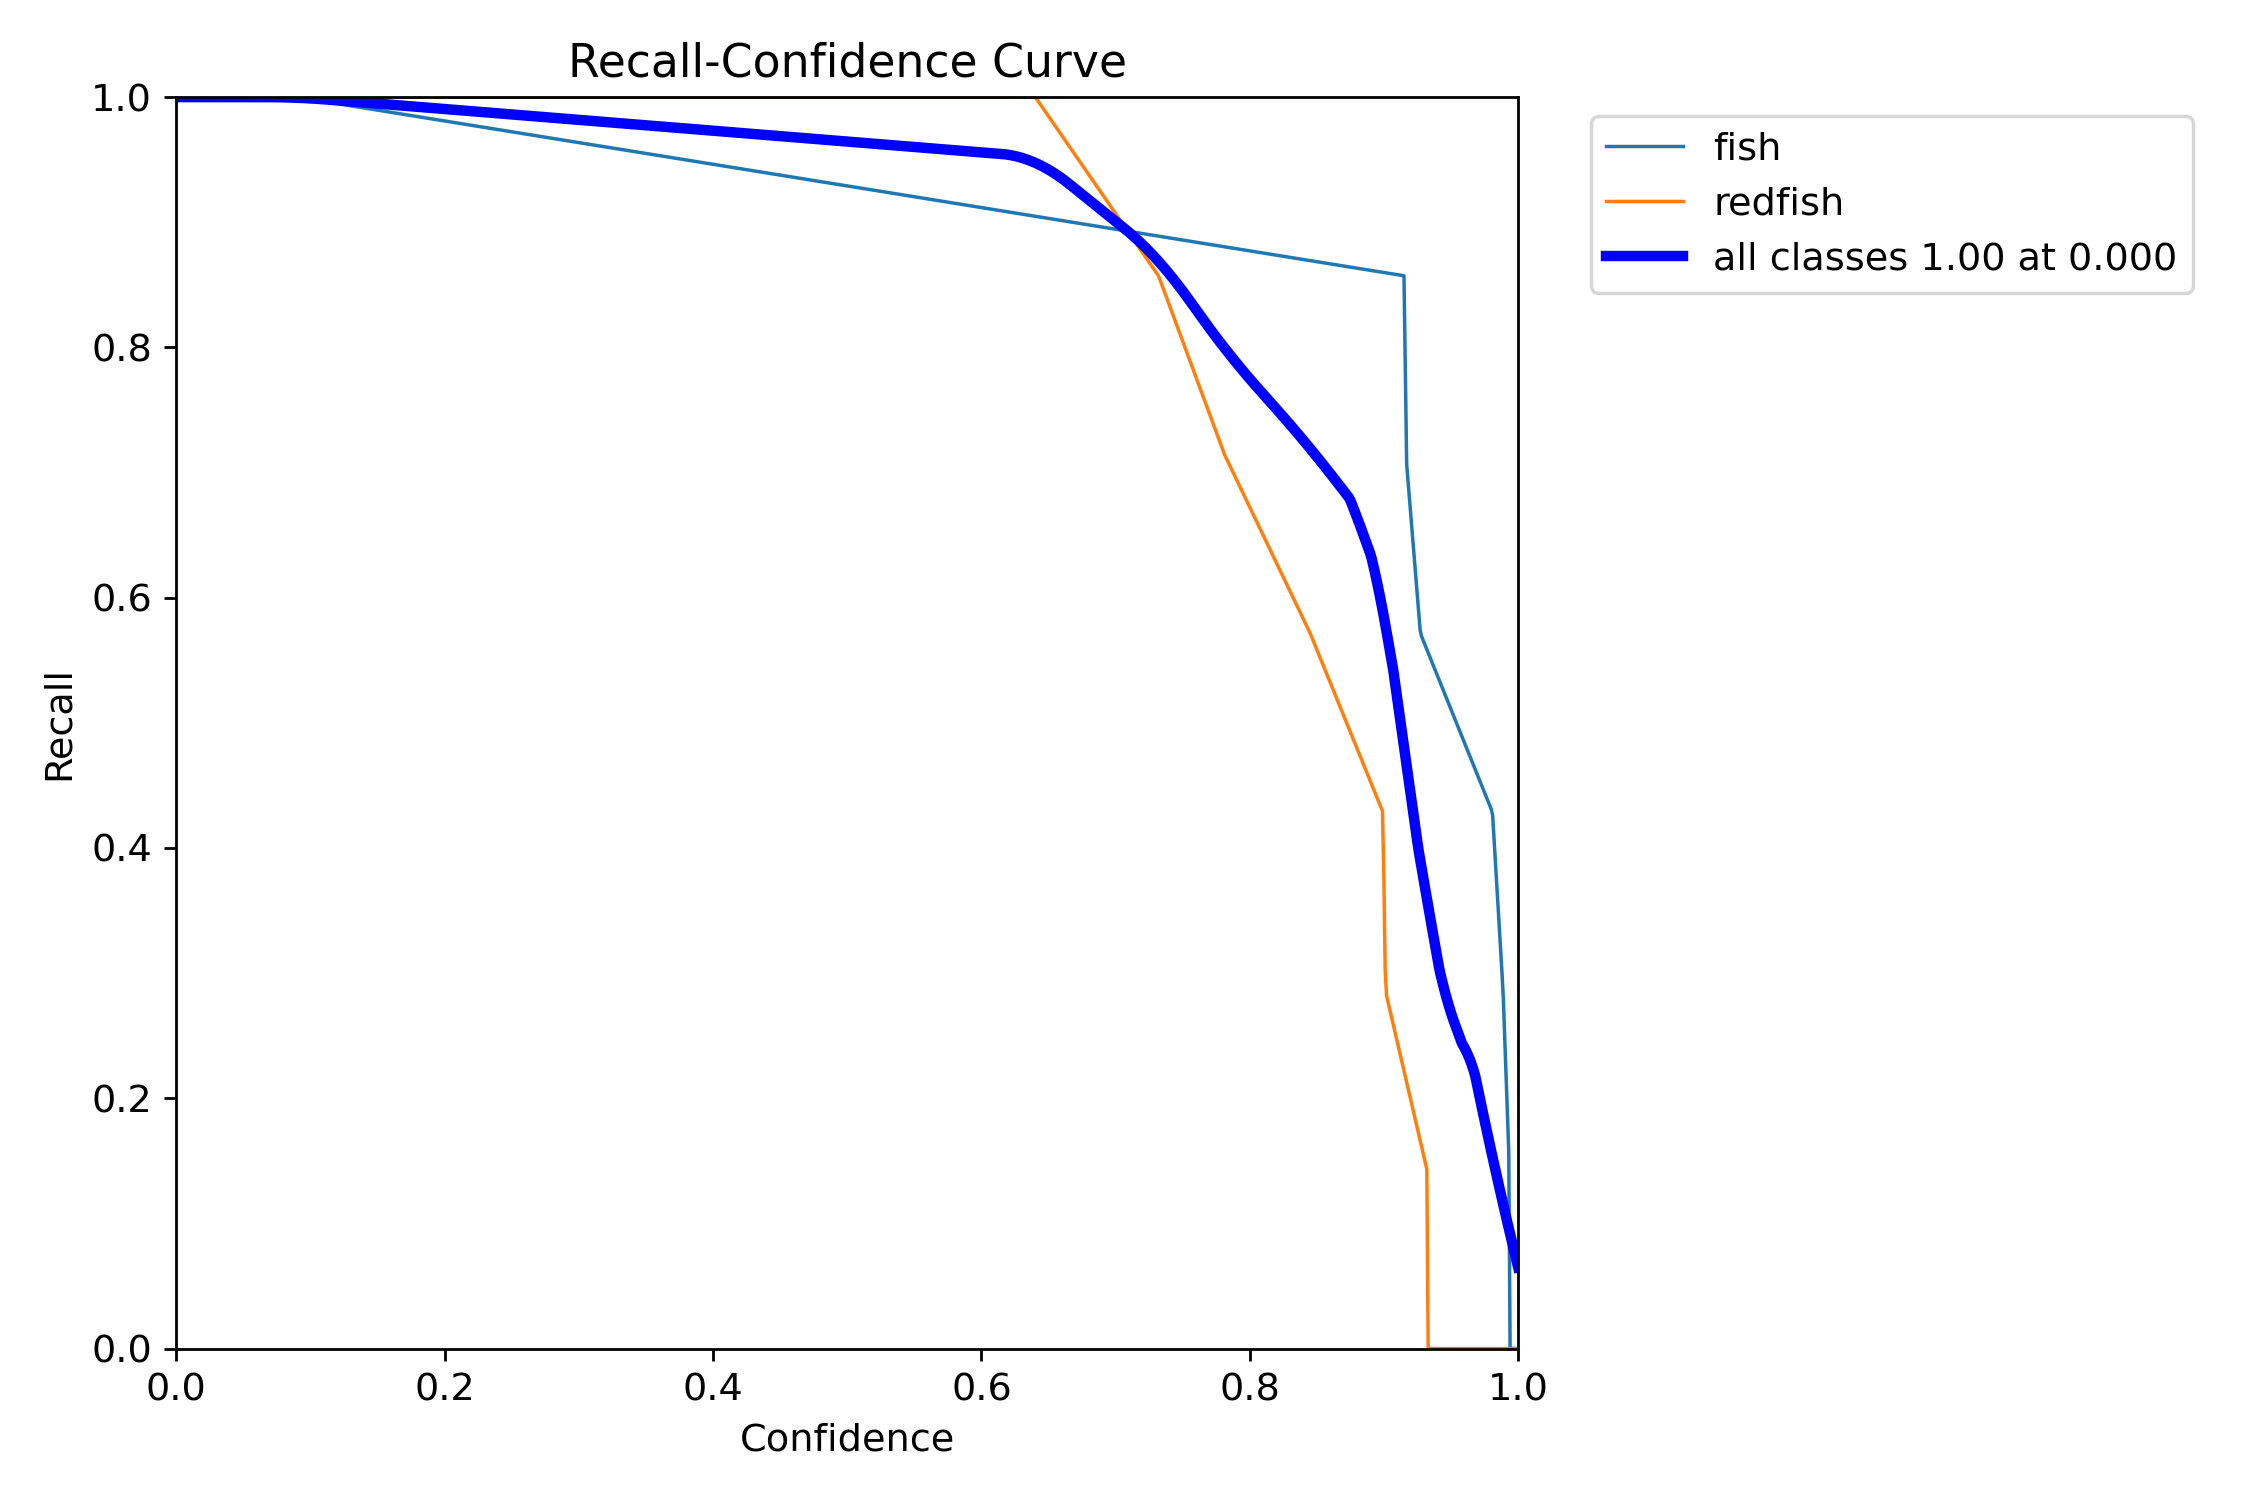 Recall-Confidence Curve
1.0
0.8
0.6
0.4
0.2
0.0
Recall
0.0 0.2 0.4 0.6 0.8 1.0
Confidence
fish
redfish
all classes 1.00 at 0.000